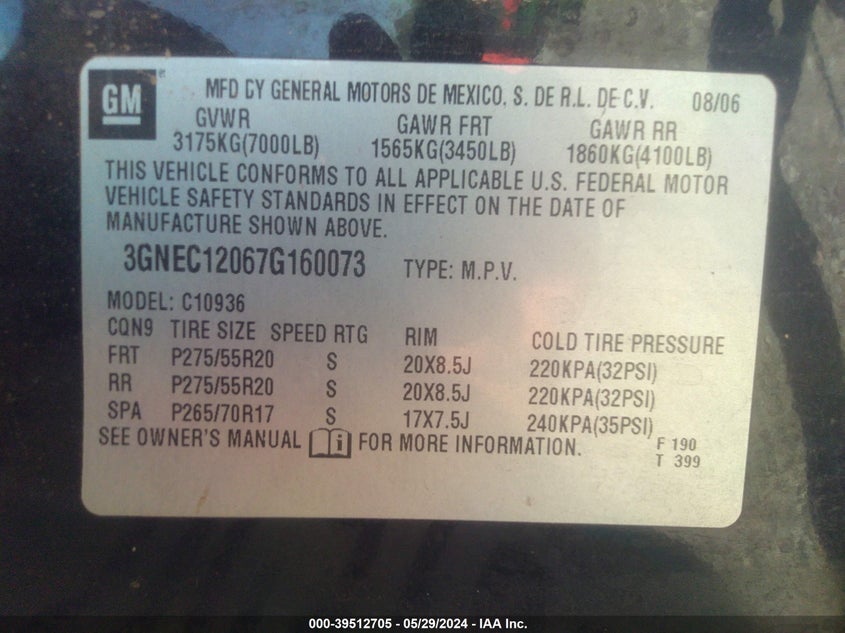 GM
MFD BY GENERAL MOTORS DE MEXICO, S. DE R.L. DE C.V. 08/06
GVWR GAWR FRT GAWR RR
3175KG(7000LB) 1565KG(3450LB) 1860KG(4100LB)
THIS VEHICLE CONFORMS TO ALL APPLICABLE U.S. FEDERAL MOTOR
VEHICLE SAFETY STANDARDS IN EFFECT ON THE DATE OF
MANUFACTURE SHOWN ABOVE.
3GNEC12067G160073 TYPE: M.P.V.
MODEL: C10936
CQN9 TIRE SIZE SPEED RTG RIM COLD TIRE PRESSURE
FRT P275/55R20 S 20X8.5J 220KPA(32PSI)
RR P275/55R20 S 20X8.5J 220KPA(32PSI)
SPA P265/70R17 S 17X7.5J 240KPA(35PSI)
SEE OWNER'S MANUAL i FOR MORE INFORMATION.
F 190
T 399
000-39512705 - 05/29/2024 - IAA Inc.